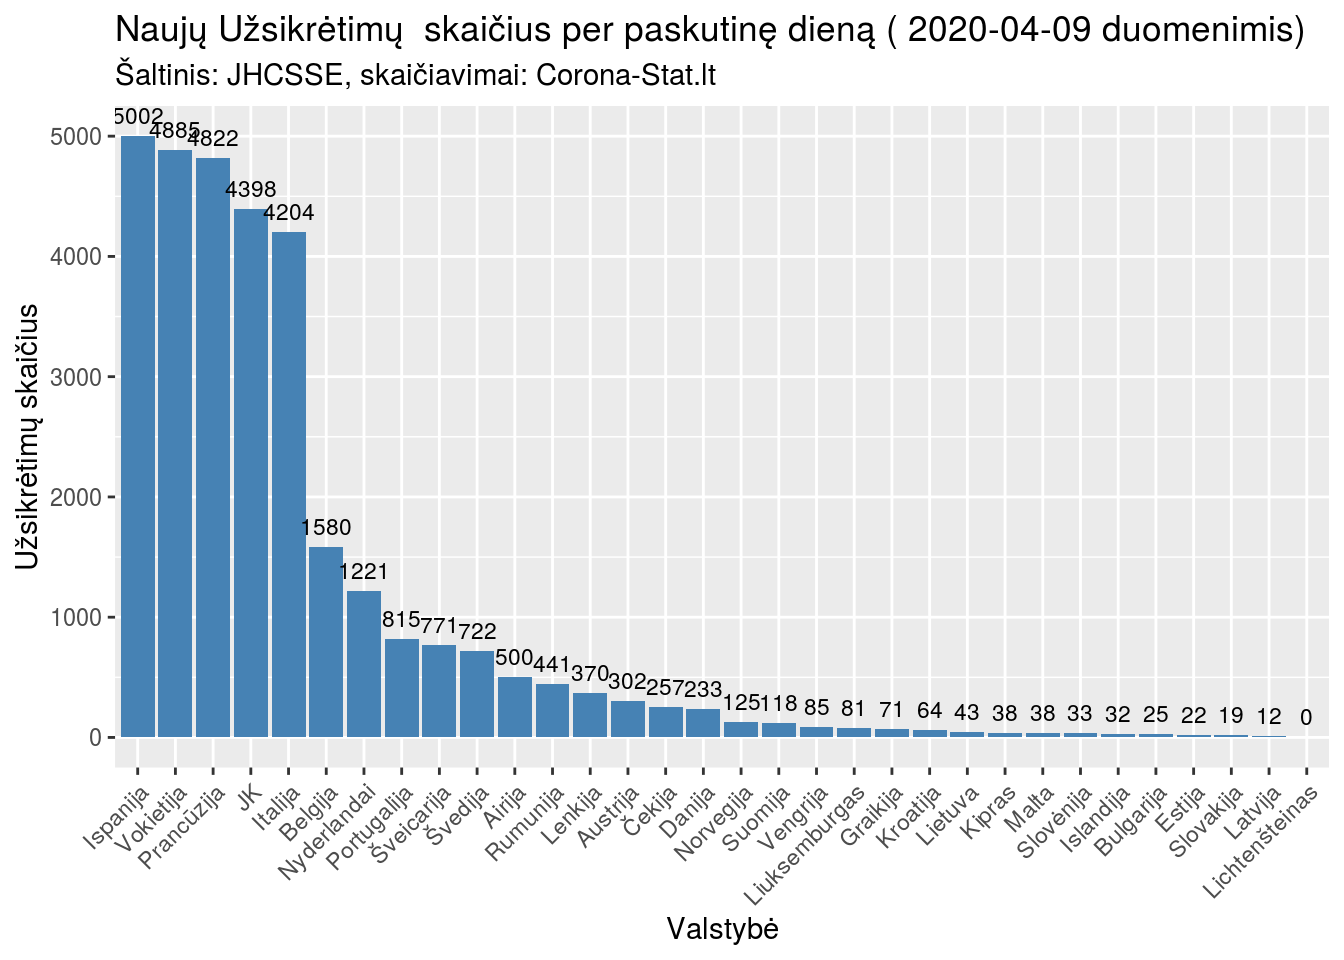 Naujų Užsikrėtimų  skaičius per paskutinę dieną ( 2020-04-09 duomenimis)
Šaltinis: JHCSSE, skaičiavimai: Corona-Stat.lt
Užsikrėtimų skaičius
5000
4000
3000
2000
1000
0
5002
4885
4822
4398
4204
1580
1221
815
771
722
500
441
370
302
257
233
125
118
85
81
71
64
43
38
38
33
32
25
22
19
12
0
Ispanija
Vokietija
Prancūzija
JK
Italija
Belgija
Nyderlandai
Portugalija
Šveicarija
Švedija
Airija
Rumunija
Lenkija
Austrija
Čekija
Danija
Norvegija
Suomija
Vengrija
Liuksemburgas
Graikija
Kroatija
Lietuva
Kipras
Malta
Slovėnija
Islandija
Bulgarija
Estija
Slovakija
Latvija
Lichtenšteinas
Valstybė